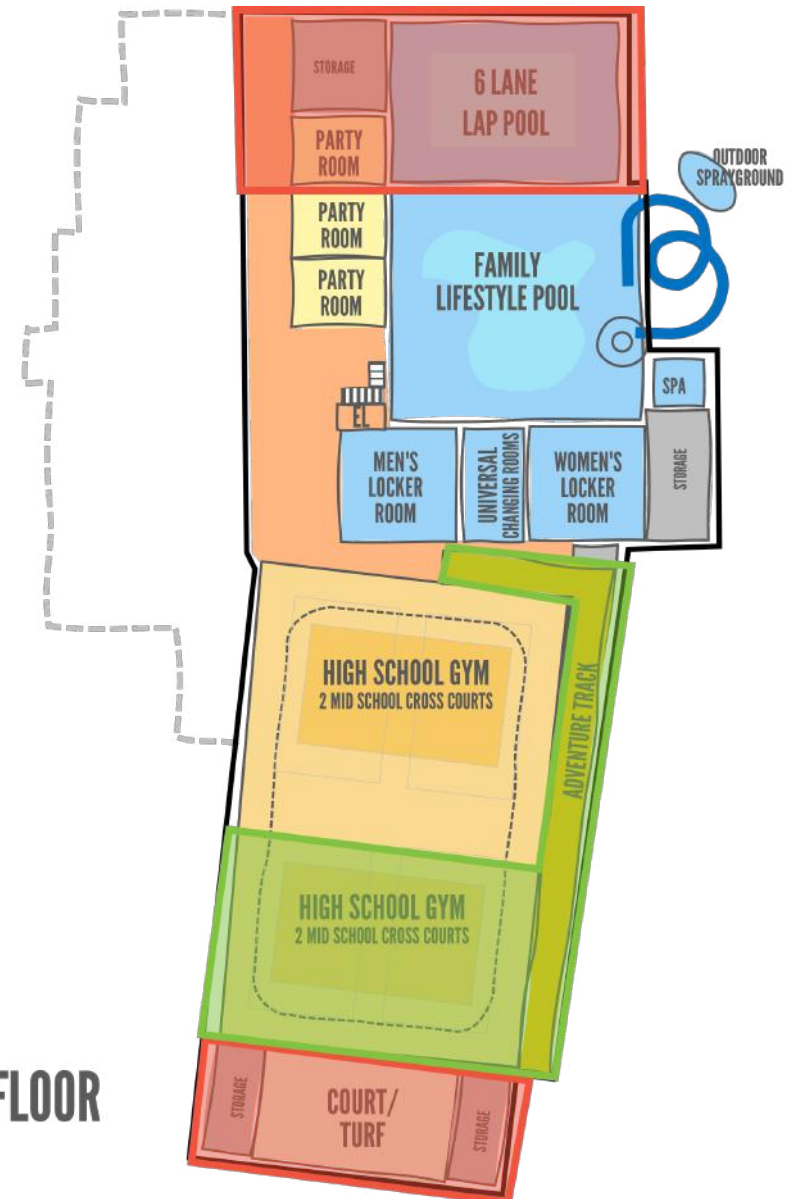 STORAGE
6 LANE
LAP POOL
PARTY
ROOM
OUTDOOR
SPRAYGROUND
PARTY
ROOM
FAMILY
LIFESTYLE POOL
PARTY
ROOM
SPA
EL
MEN'S
LOCKER
ROOM
UNIVERSAL
CHANGING ROOMS
WOMEN'S
LOCKER
ROOM
STORAGE
HIGH SCHOOL GYM
2 MID SCHOOL CROSS COURTS
ADVENTURE TRACK
HIGH SCHOOL GYM
2 MID SCHOOL CROSS COURTS
FLOOR
STORAGE
COURT/
TURF
STORAGE